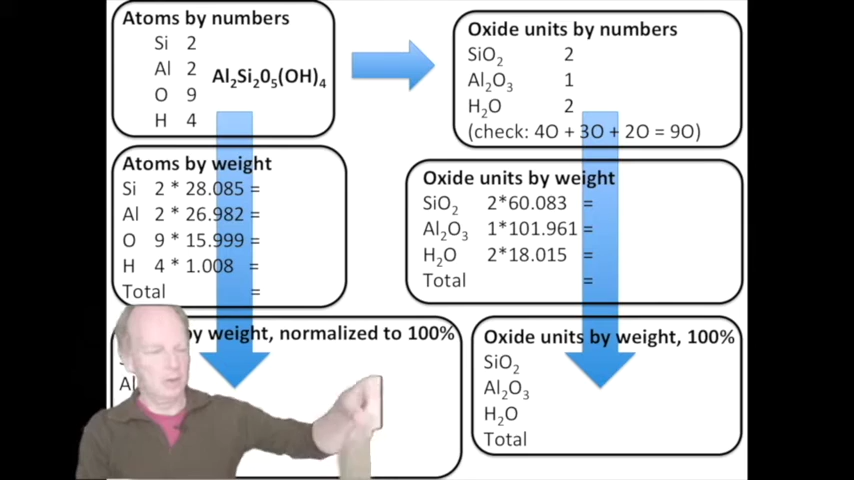 Atoms by numbers
Si 2
Al 2
O 9
H 4
Al₂Si₂0₅(OH)₄
Oxide units by numbers
SiO₂ 2
Al₂O₃ 1
H₂O 2
(check: 4O + 3O + 2O = 9O)
Atoms by weight
Si 2 * 28.085 =
Al 2 * 26.982 =
O 9 * 15.999 =
H 4 * 1.008 =
Total =
Oxide units by weight
SiO₂ 2*60.083 =
Al₂O₃ 1*101.961 =
H₂O 2*18.015 =
Total =
by weight, normalized to 100%
Al
Oxide units by weight, 100%
SiO₂
Al₂O₃
H₂O
Total